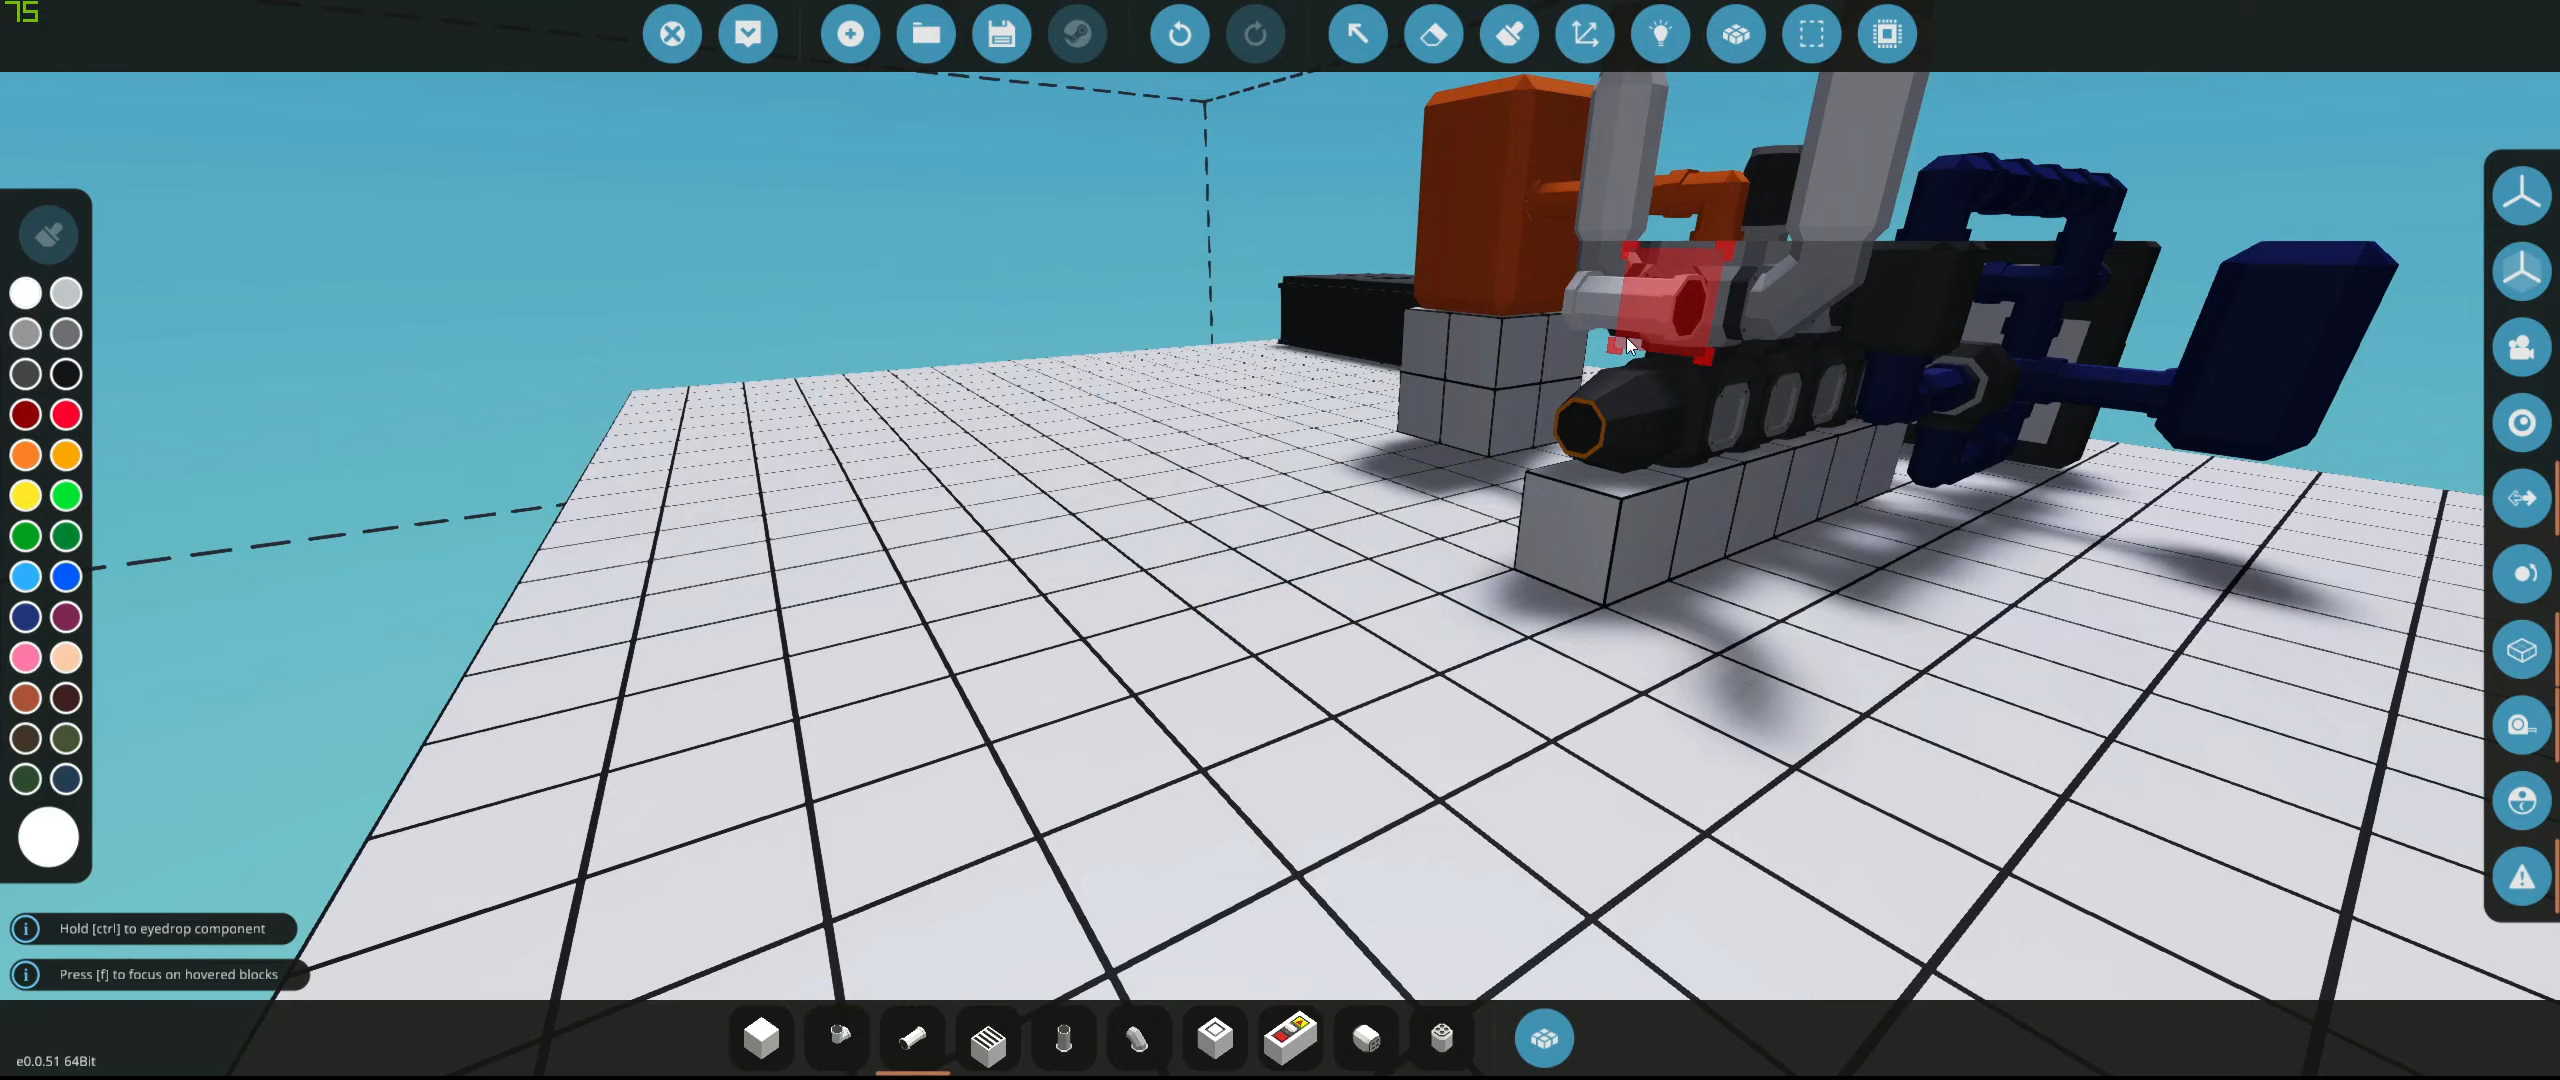 75
Hold [ctrl] to eyedrop component
Press [f] to focus on hovered blocks
e0.0.51 64Bit